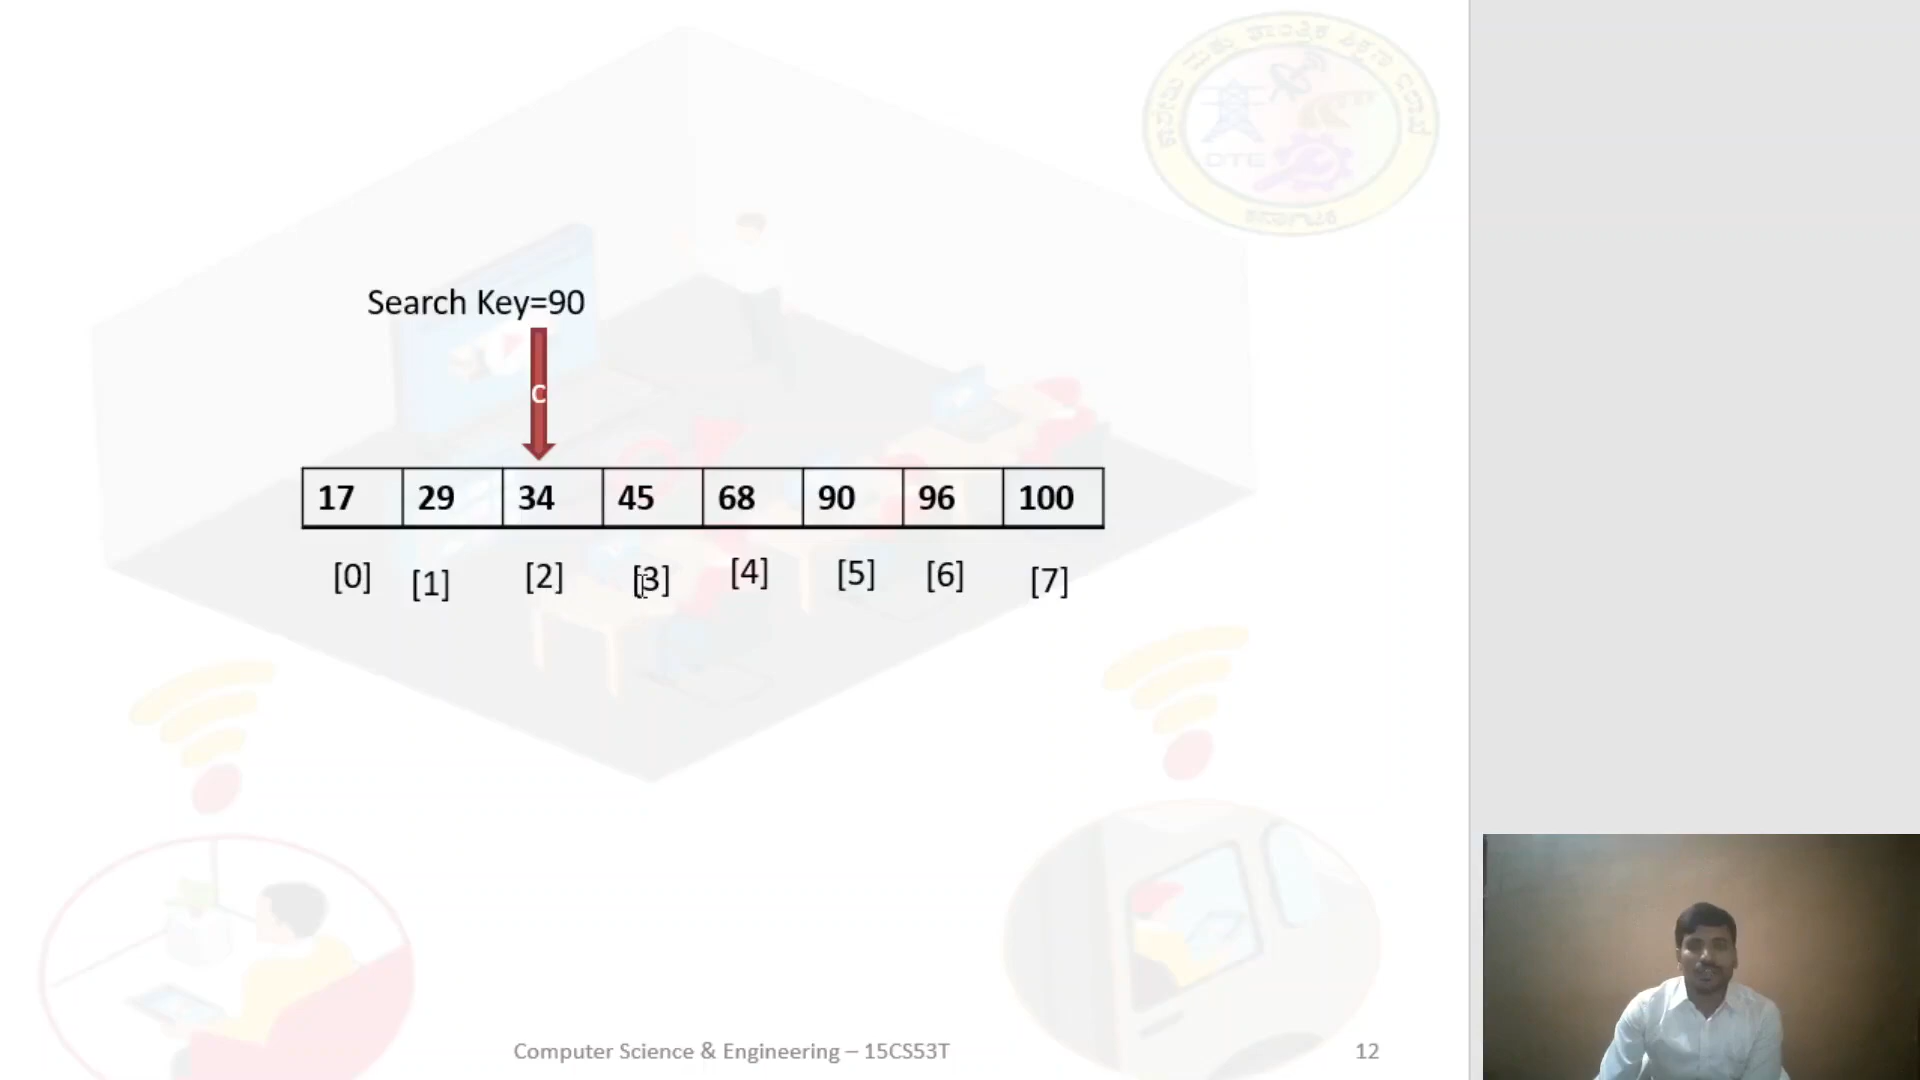 DTE
Search Key=90
C
17 29 34 45 68 90 96 100
[0] [1] [2] [3] [4] [5] [6] [7]
Computer Science & Engineering – 15CS53T
12